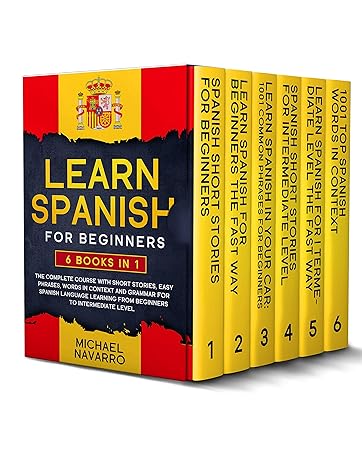 LEARN
SPANISH
FOR BEGINNERS
6 BOOKS IN 1
THE COMPLETE COURSE WITH SHORT STORIES, EASY
PHRASES, WORDS IN CONTEXT AND GRAMMAR FOR
SPANISH LANGUAGE LEARNING FROM BEGINNERS
TO INTERMEDIATE LEVEL
MICHAEL
NAVARRO
SPANISH SHORT STORIES
FOR BEGINNERS
1
LEARN SPANISH FOR
BEGINNERS THE FAST WAY
2
LEARN SPANISH IN YOUR CAR:
1001 COMMON PHRASES FOR BEGINNERS
3
SPANISH SHORT STORIES
FOR INTERMEDIATE LEVEL
4
LEARN SPANISH FOR I TERME-
DIATE THE FAST WAY
5
1001 TOP SPANISH
WORDS IN CONTEXT
6